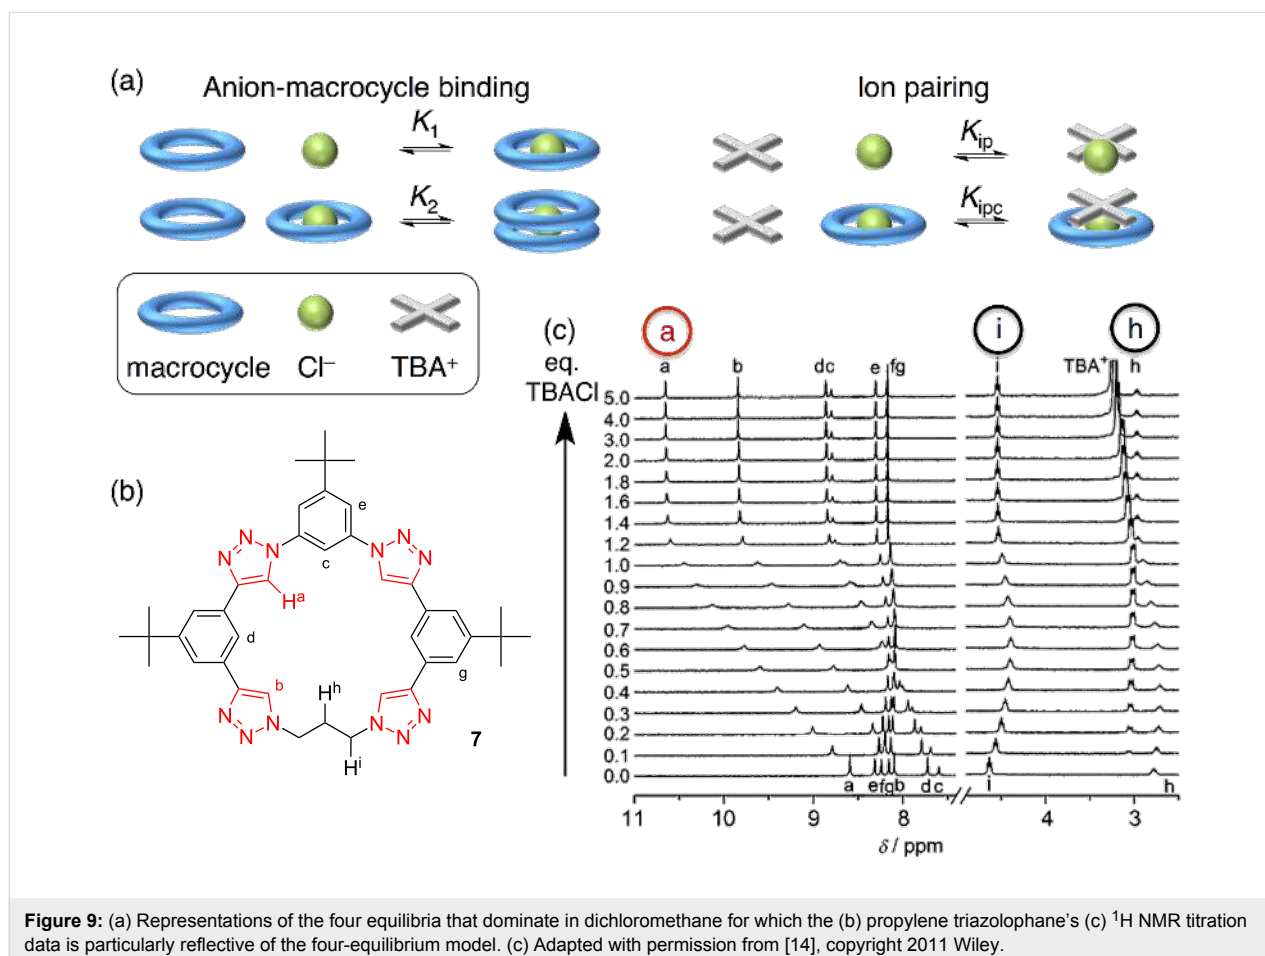 (a)
Anion-macrocycle binding
Ion pairing
K1
Kip
K2
Kipc
macrocycle Cl– TBA+
(c)
eq.
TBACl
a i h
a b dc e fg i TBA+ h
5.0
4.0
3.0
2.0
1.8
1.6
1.4
1.2
1.0
0.9
0.8
0.7
0.6
0.5
0.4
0.3
0.2
0.1
0.0
a e f g b d c i h
11 10 9 8 4 3
δ / ppm
(b)
e
N N N N N N
c
Ha
d
g
b
Hh
N N N N N N
7
Hi
Figure 9: (a) Representations of the four equilibria that dominate in dichloromethane for which the (b) propylene triazolophane’s (c) 1H NMR titration
data is particularly reflective of the four-equilibrium model. (c) Adapted with permission from [14], copyright 2011 Wiley.